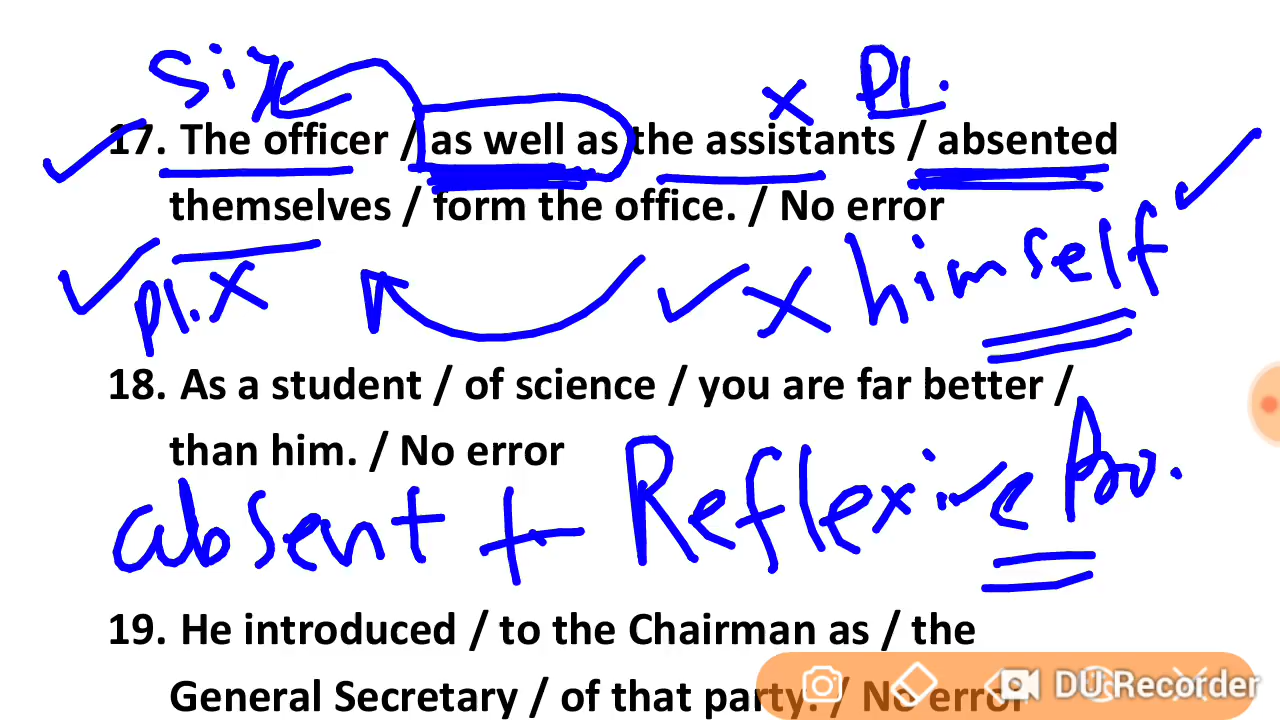 Sin Pl.
17. The officer / as well as the assistants / absented
themselves / form the office. / No error
pl. himself
18. As a student / of science / you are far better /
than him. / No error
absent + Reflexive Pro.
19. He introduced / to the Chairman as / the
General Secretary / of that party. / No error
DU Recorder